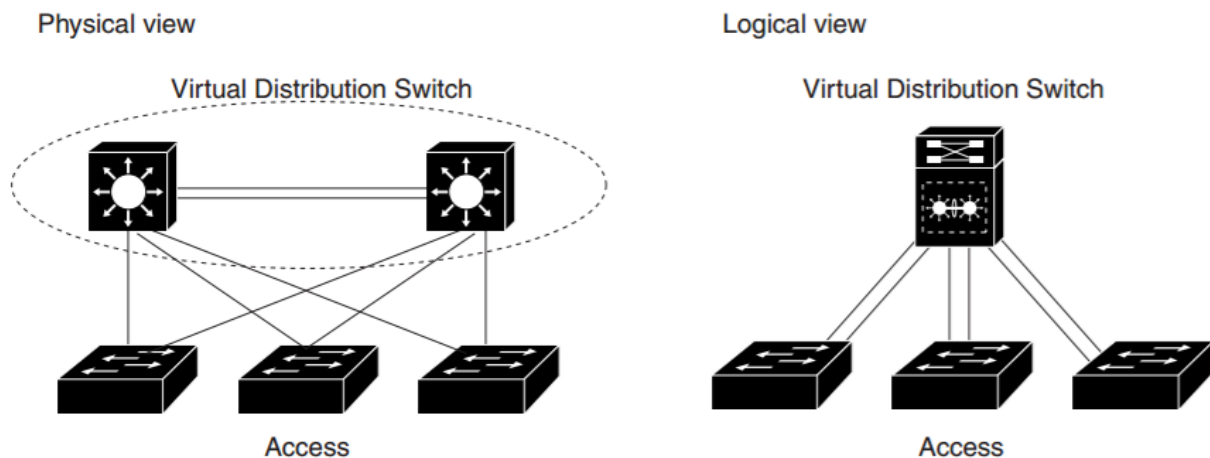 Physical view
Logical view
Virtual Distribution Switch
Virtual Distribution Switch
Access
Access